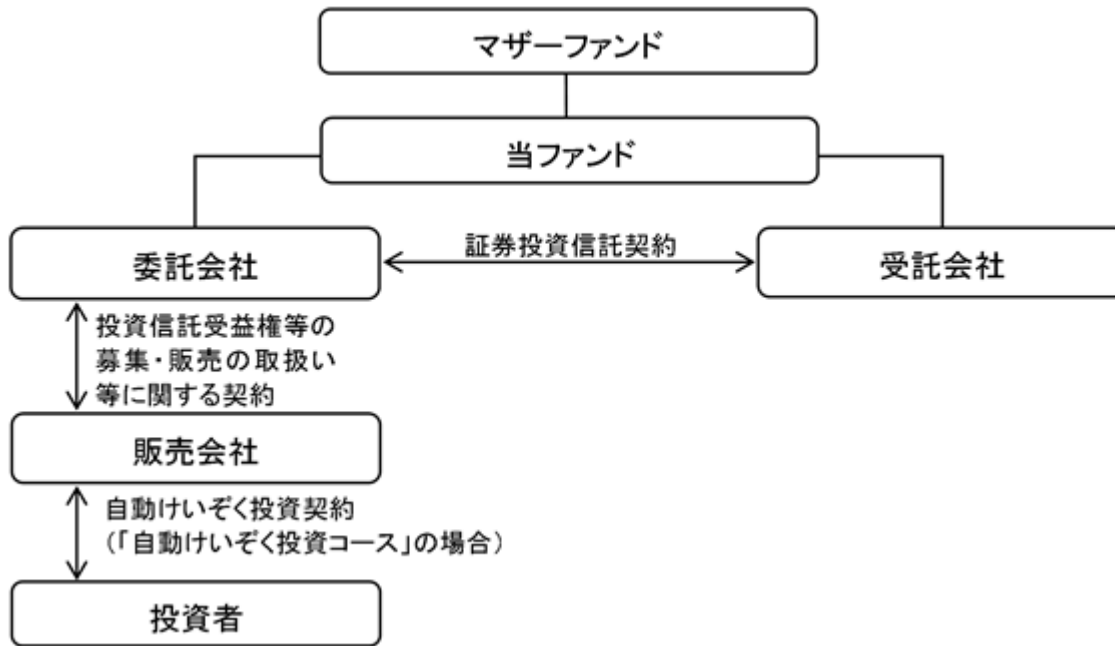 マザーファンド
当ファンド
委託会社
証券投資信託契約
受託会社
投資信託受益権等の
募集・販売の取扱い
等に関する契約
販売会社
自動けいぞく投資契約
（「自動けいぞく投資コース」の場合）
投資者